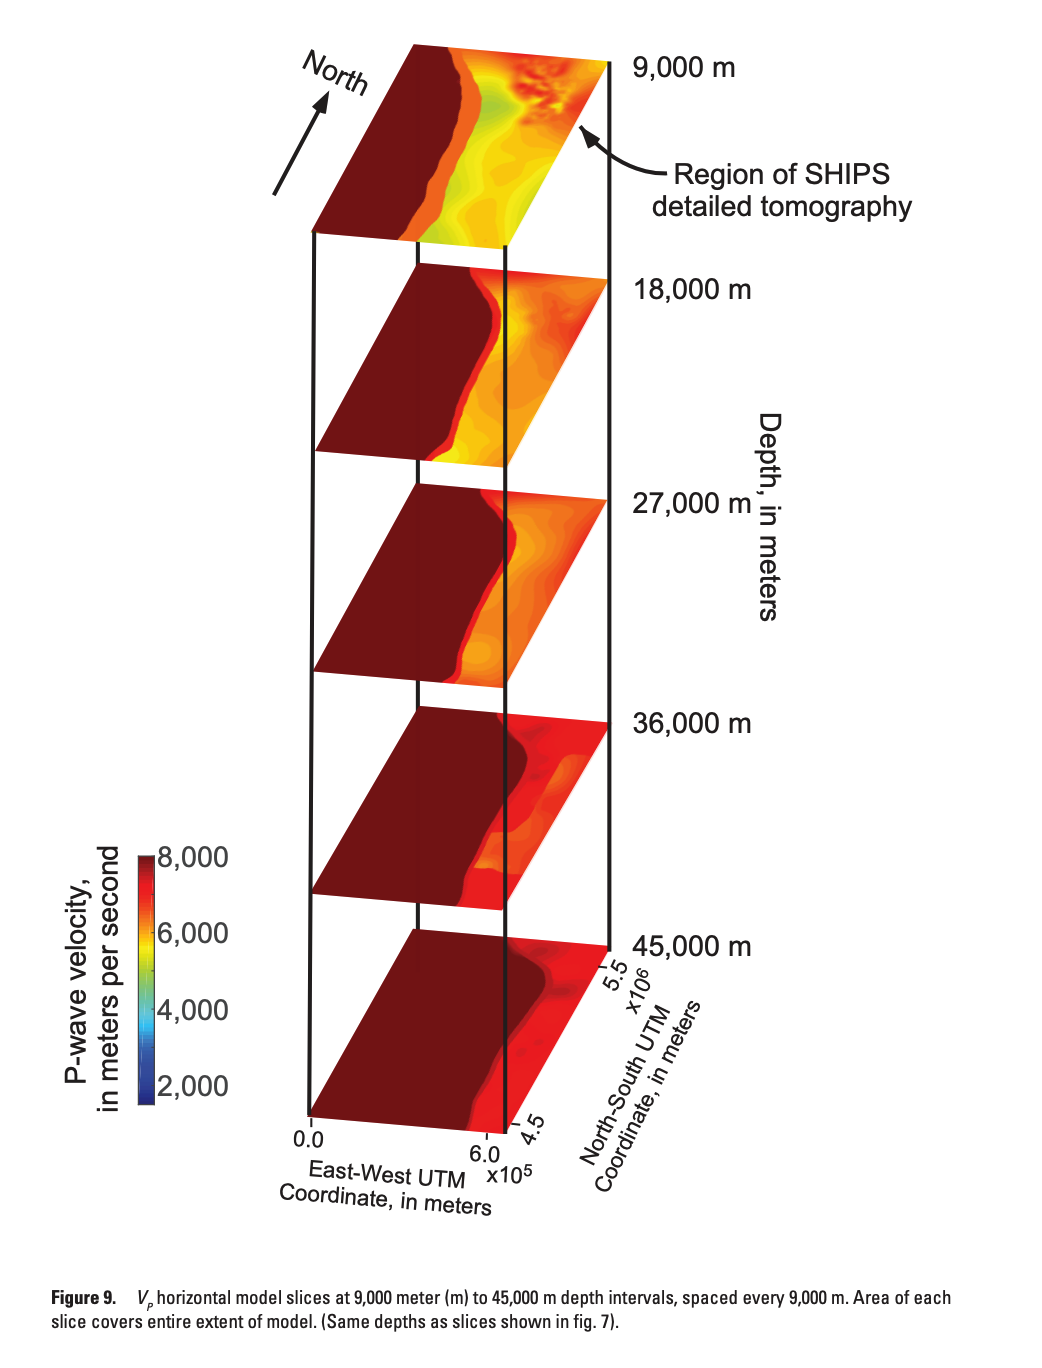 North
9,000 m
Region of SHIPS
detailed tomography
18,000 m
Depth, in meters
27,000 m
36,000 m
P-wave velocity,
in meters per second
8,000
6,000
4,000
2,000
45,000 m
5.5
x10⁶
North-South UTM
Coordinate, in meters
4.5
0.0
6.0
x10⁵
East-West UTM
Coordinate, in meters
Figure 9. Vₚ horizontal model slices at 9,000 meter (m) to 45,000 m depth intervals, spaced every 9,000 m. Area of each
slice covers entire extent of model. (Same depths as slices shown in fig. 7).